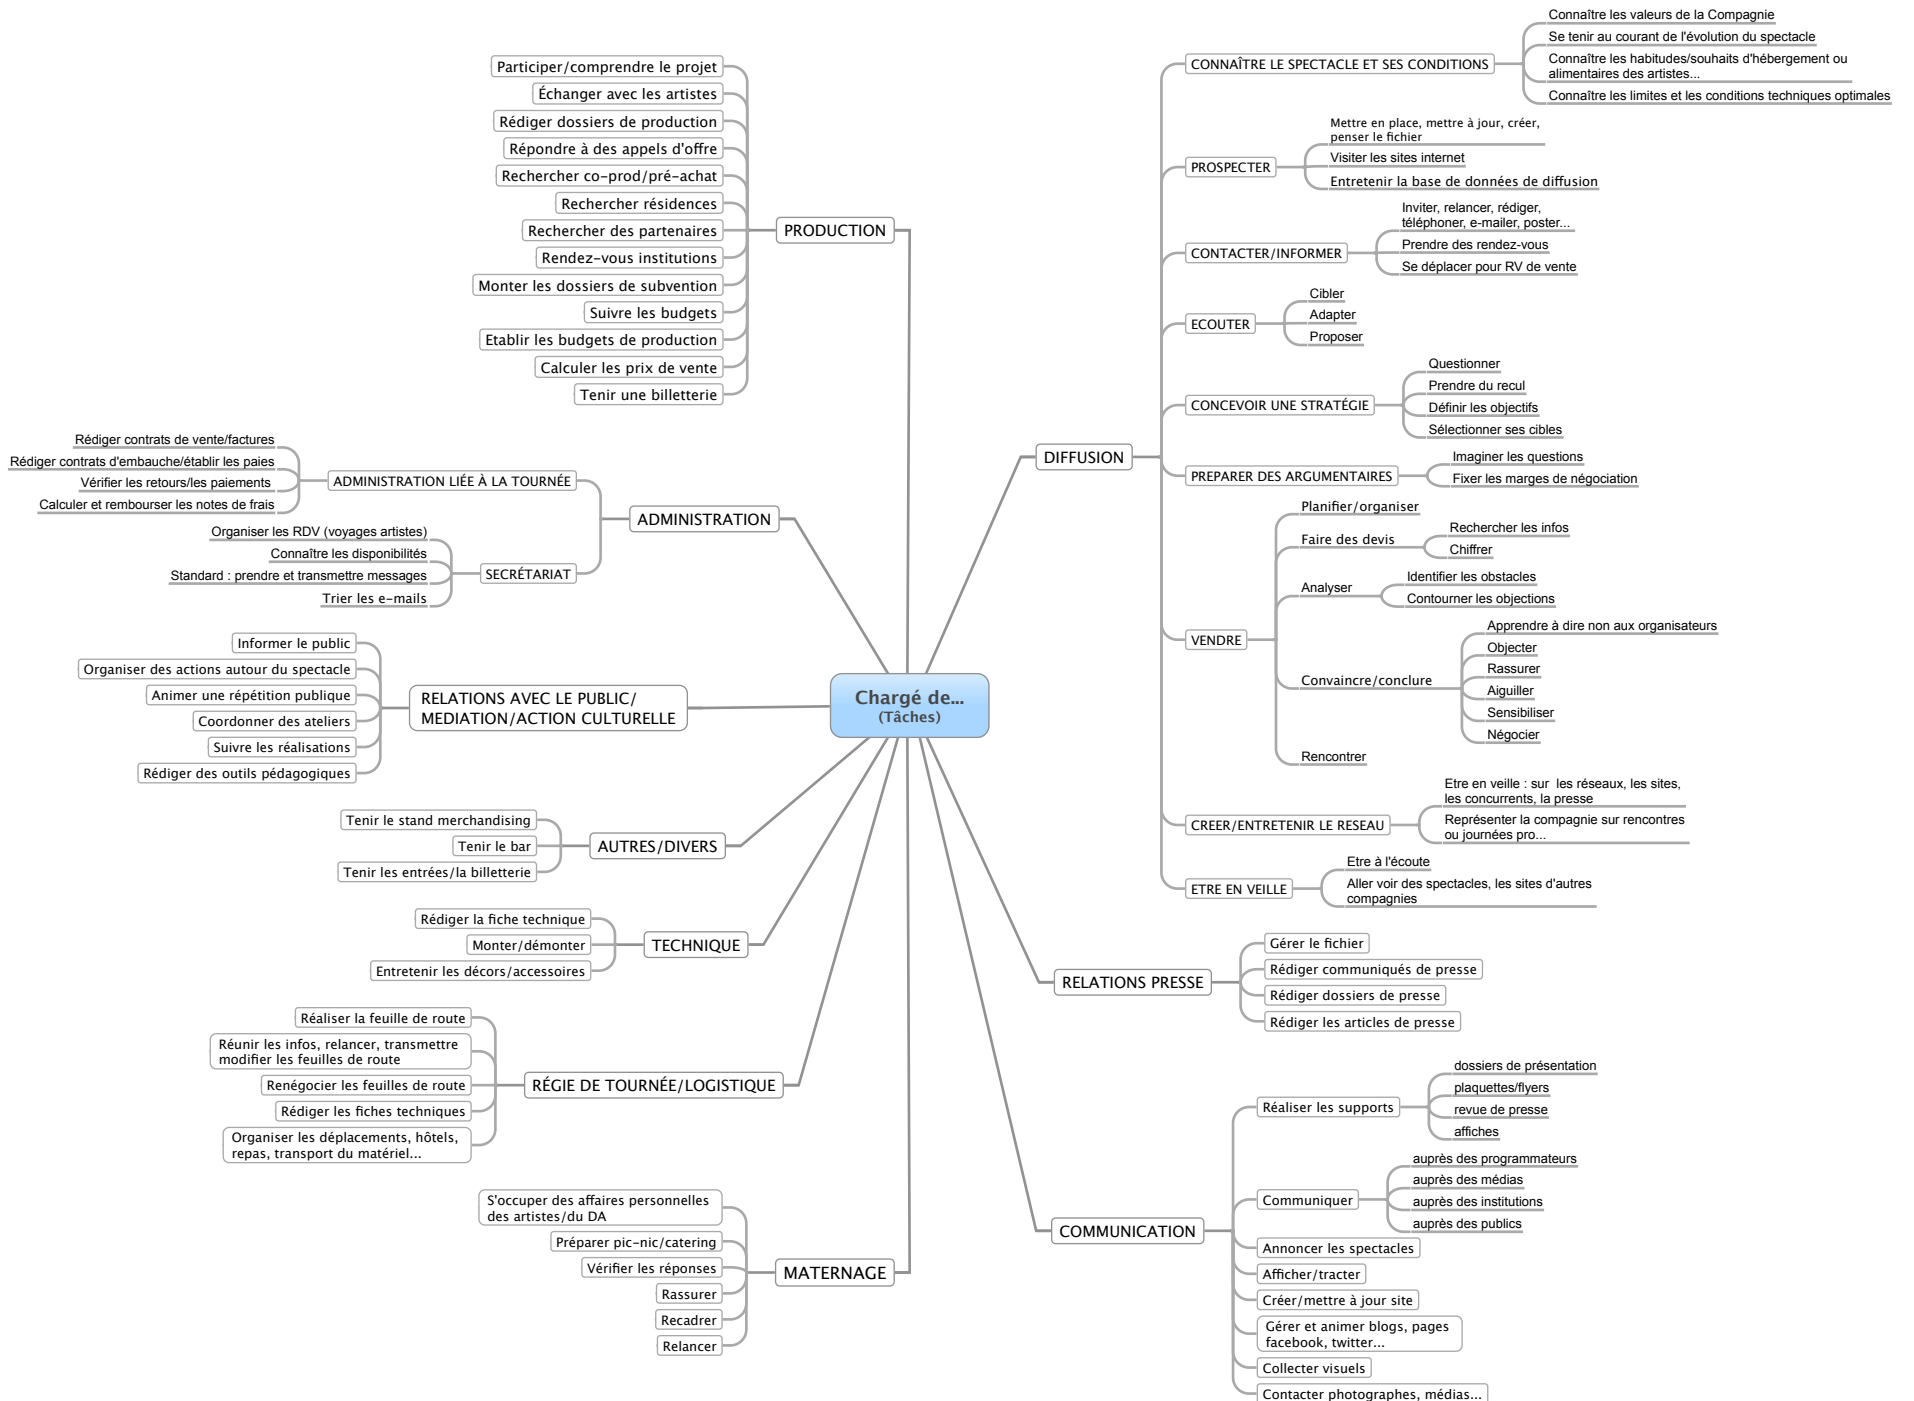 Chargé de...
(Tâches)
PRODUCTION
Participer/comprendre le projet
Échanger avec les artistes
Rédiger dossiers de production
Répondre à des appels d'offre
Rechercher co-prod/pré-achat
Rechercher résidences
Rechercher des partenaires
Rendez-vous institutions
Monter les dossiers de subvention
Suivre les budgets
Etablir les budgets de production
Calculer les prix de vente
Tenir une billetterie
ADMINISTRATION
ADMINISTRATION LIÉE À LA TOURNÉE
Rédiger contrats de vente/factures
Rédiger contrats d'embauche/établir les paies
Vérifier les retours/les paiements
Calculer et rembourser les notes de frais
SECRÉTARIAT
Organiser les RDV (voyages artistes)
Connaître les disponibilités
Standard : prendre et transmettre messages
Trier les e-mails
RELATIONS AVEC LE PUBLIC/
MEDIATION/ACTION CULTURELLE
Informer le public
Organiser des actions autour du spectacle
Animer une répétition publique
Coordonner des ateliers
Suivre les réalisations
Rédiger des outils pédagogiques
AUTRES/DIVERS
Tenir le stand merchandising
Tenir le bar
Tenir les entrées/la billetterie
TECHNIQUE
Rédiger la fiche technique
Monter/démonter
Entretenir les décors/accessoires
RÉGIE DE TOURNÉE/LOGISTIQUE
Réaliser la feuille de route
Réunir les infos, relancer, transmettre
modifier les feuilles de route
Renégocier les feuilles de route
Rédiger les fiches techniques
Organiser les déplacements, hôtels,
repas, transport du matériel...
MATERNAGE
S'occuper des affaires personnelles
des artistes/du DA
Préparer pic-nic/catering
Vérifier les réponses
Rassurer
Recadrer
Relancer
DIFFUSION
CONNAÎTRE LE SPECTACLE ET SES CONDITIONS
Connaître les valeurs de la Compagnie
Se tenir au courant de l'évolution du spectacle
Connaître les habitudes/souhaits d'hébergement ou
alimentaires des artistes...
Connaître les limites et les conditions techniques optimales
PROSPECTER
Mettre en place, mettre à jour, créer,
penser le fichier
Visiter les sites internet
Entretenir la base de données de diffusion
CONTACTER/INFORMER
Inviter, relancer, rédiger,
téléphoner, e-mailer, poster...
Prendre des rendez-vous
Se déplacer pour RV de vente
ECOUTER
Cibler
Adapter
Proposer
CONCEVOIR UNE STRATÉGIE
Questionner
Prendre du recul
Définir les objectifs
Sélectionner ses cibles
PREPARER DES ARGUMENTAIRES
Imaginer les questions
Fixer les marges de négociation
VENDRE
Planifier/organiser
Faire des devis
Rechercher les infos
Chiffrer
Analyser
Identifier les obstacles
Contourner les objections
Convaincre/conclure
Apprendre à dire non aux organisateurs
Objecter
Rassurer
Aiguiller
Sensibiliser
Négocier
Rencontrer
CREER/ENTRETENIR LE RESEAU
Etre en veille : sur les réseaux, les sites,
les concurrents, la presse
Représenter la compagnie sur rencontres
ou journées pro...
ETRE EN VEILLE
Etre à l'écoute
Aller voir des spectacles, les sites d'autres
compagnies
RELATIONS PRESSE
Gérer le fichier
Rédiger communiqués de presse
Rédiger dossiers de presse
Rédiger les articles de presse
COMMUNICATION
Réaliser les supports
dossiers de présentation
plaquettes/flyers
revue de presse
affiches
Communiquer
auprès des programmateurs
auprès des médias
auprès des institutions
auprès des publics
Annoncer les spectacles
Afficher/tracter
Créer/mettre à jour site
Gérer et animer blogs, pages
facebook, twitter...
Collecter visuels
Contacter photographes, médias...